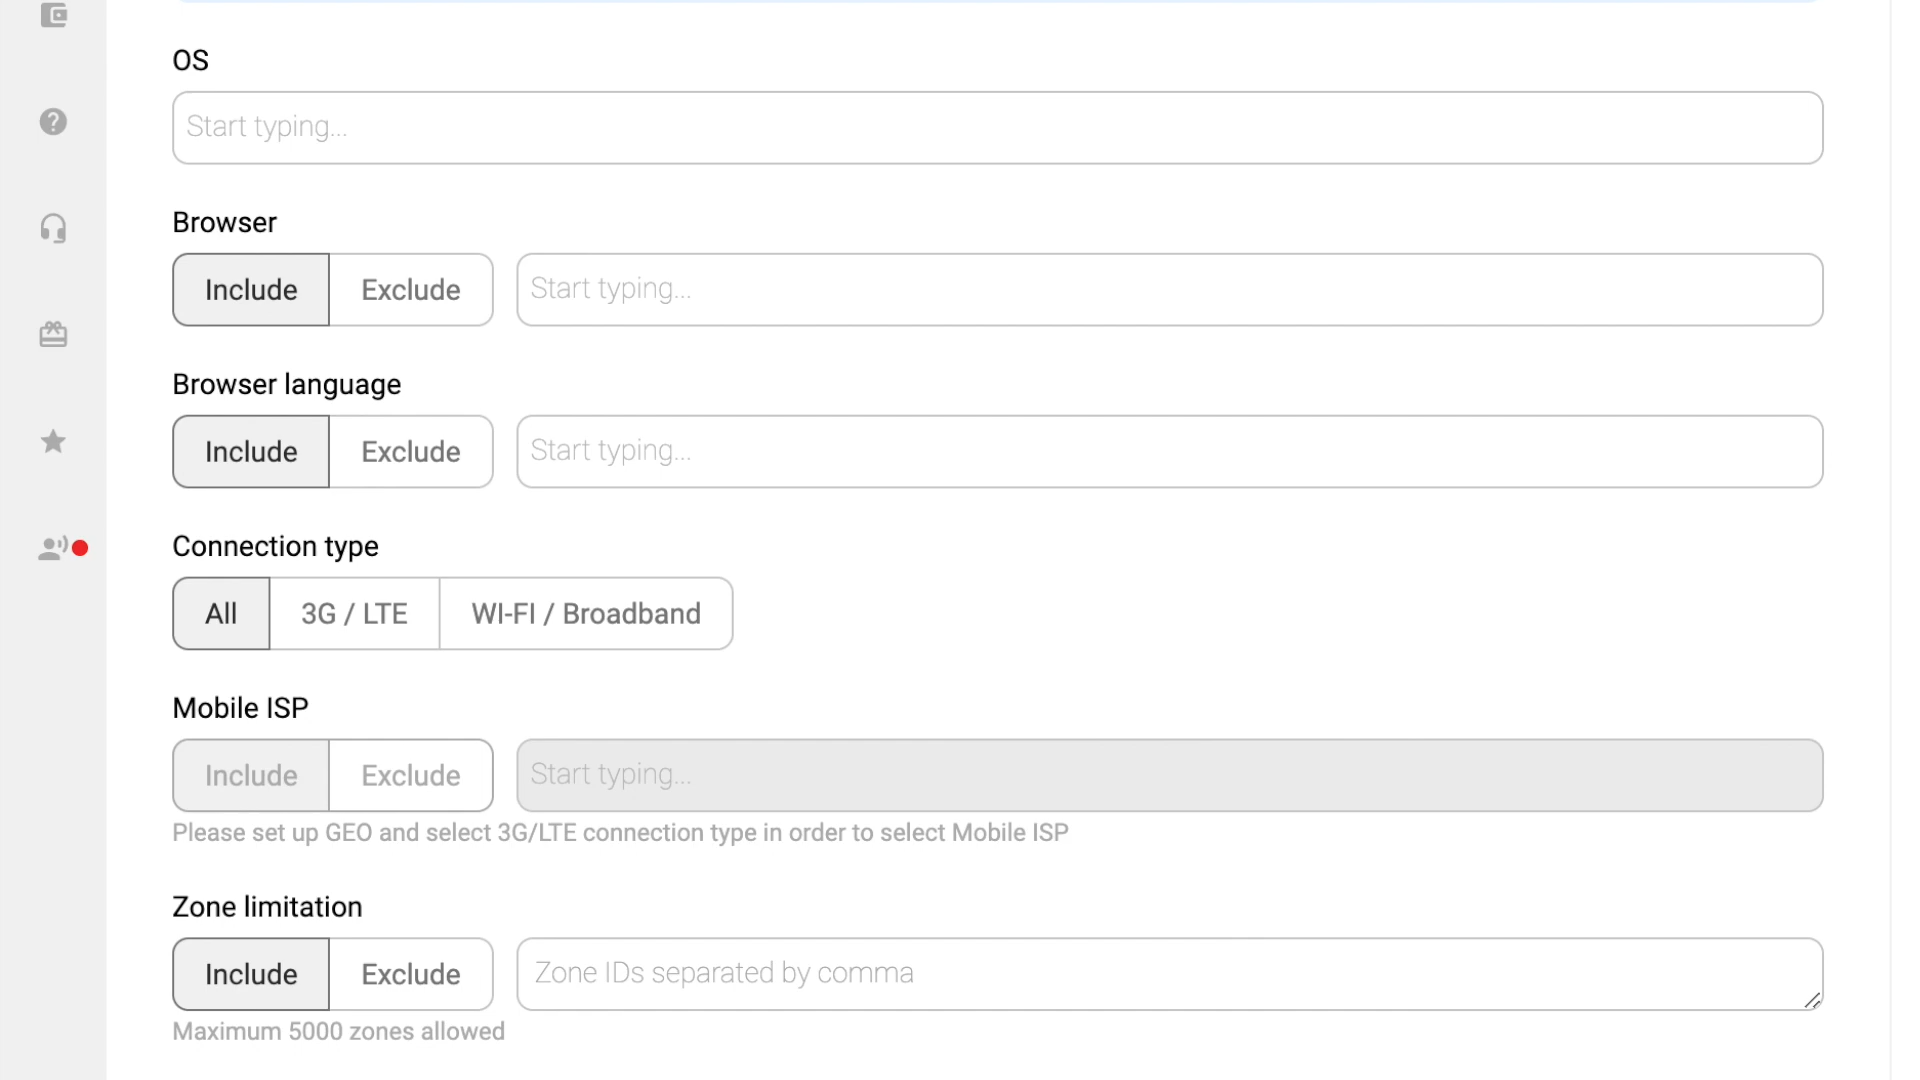 OS
Start typing...
Browser
Include Exclude Start typing...
Browser language
Include Exclude Start typing...
Connection type
All 3G / LTE WI-FI / Broadband
Mobile ISP
Include Exclude Start typing...
Please set up GEO and select 3G/LTE connection type in order to select Mobile ISP
Zone limitation
Include Exclude Zone IDs separated by comma
Maximum 5000 zones allowed